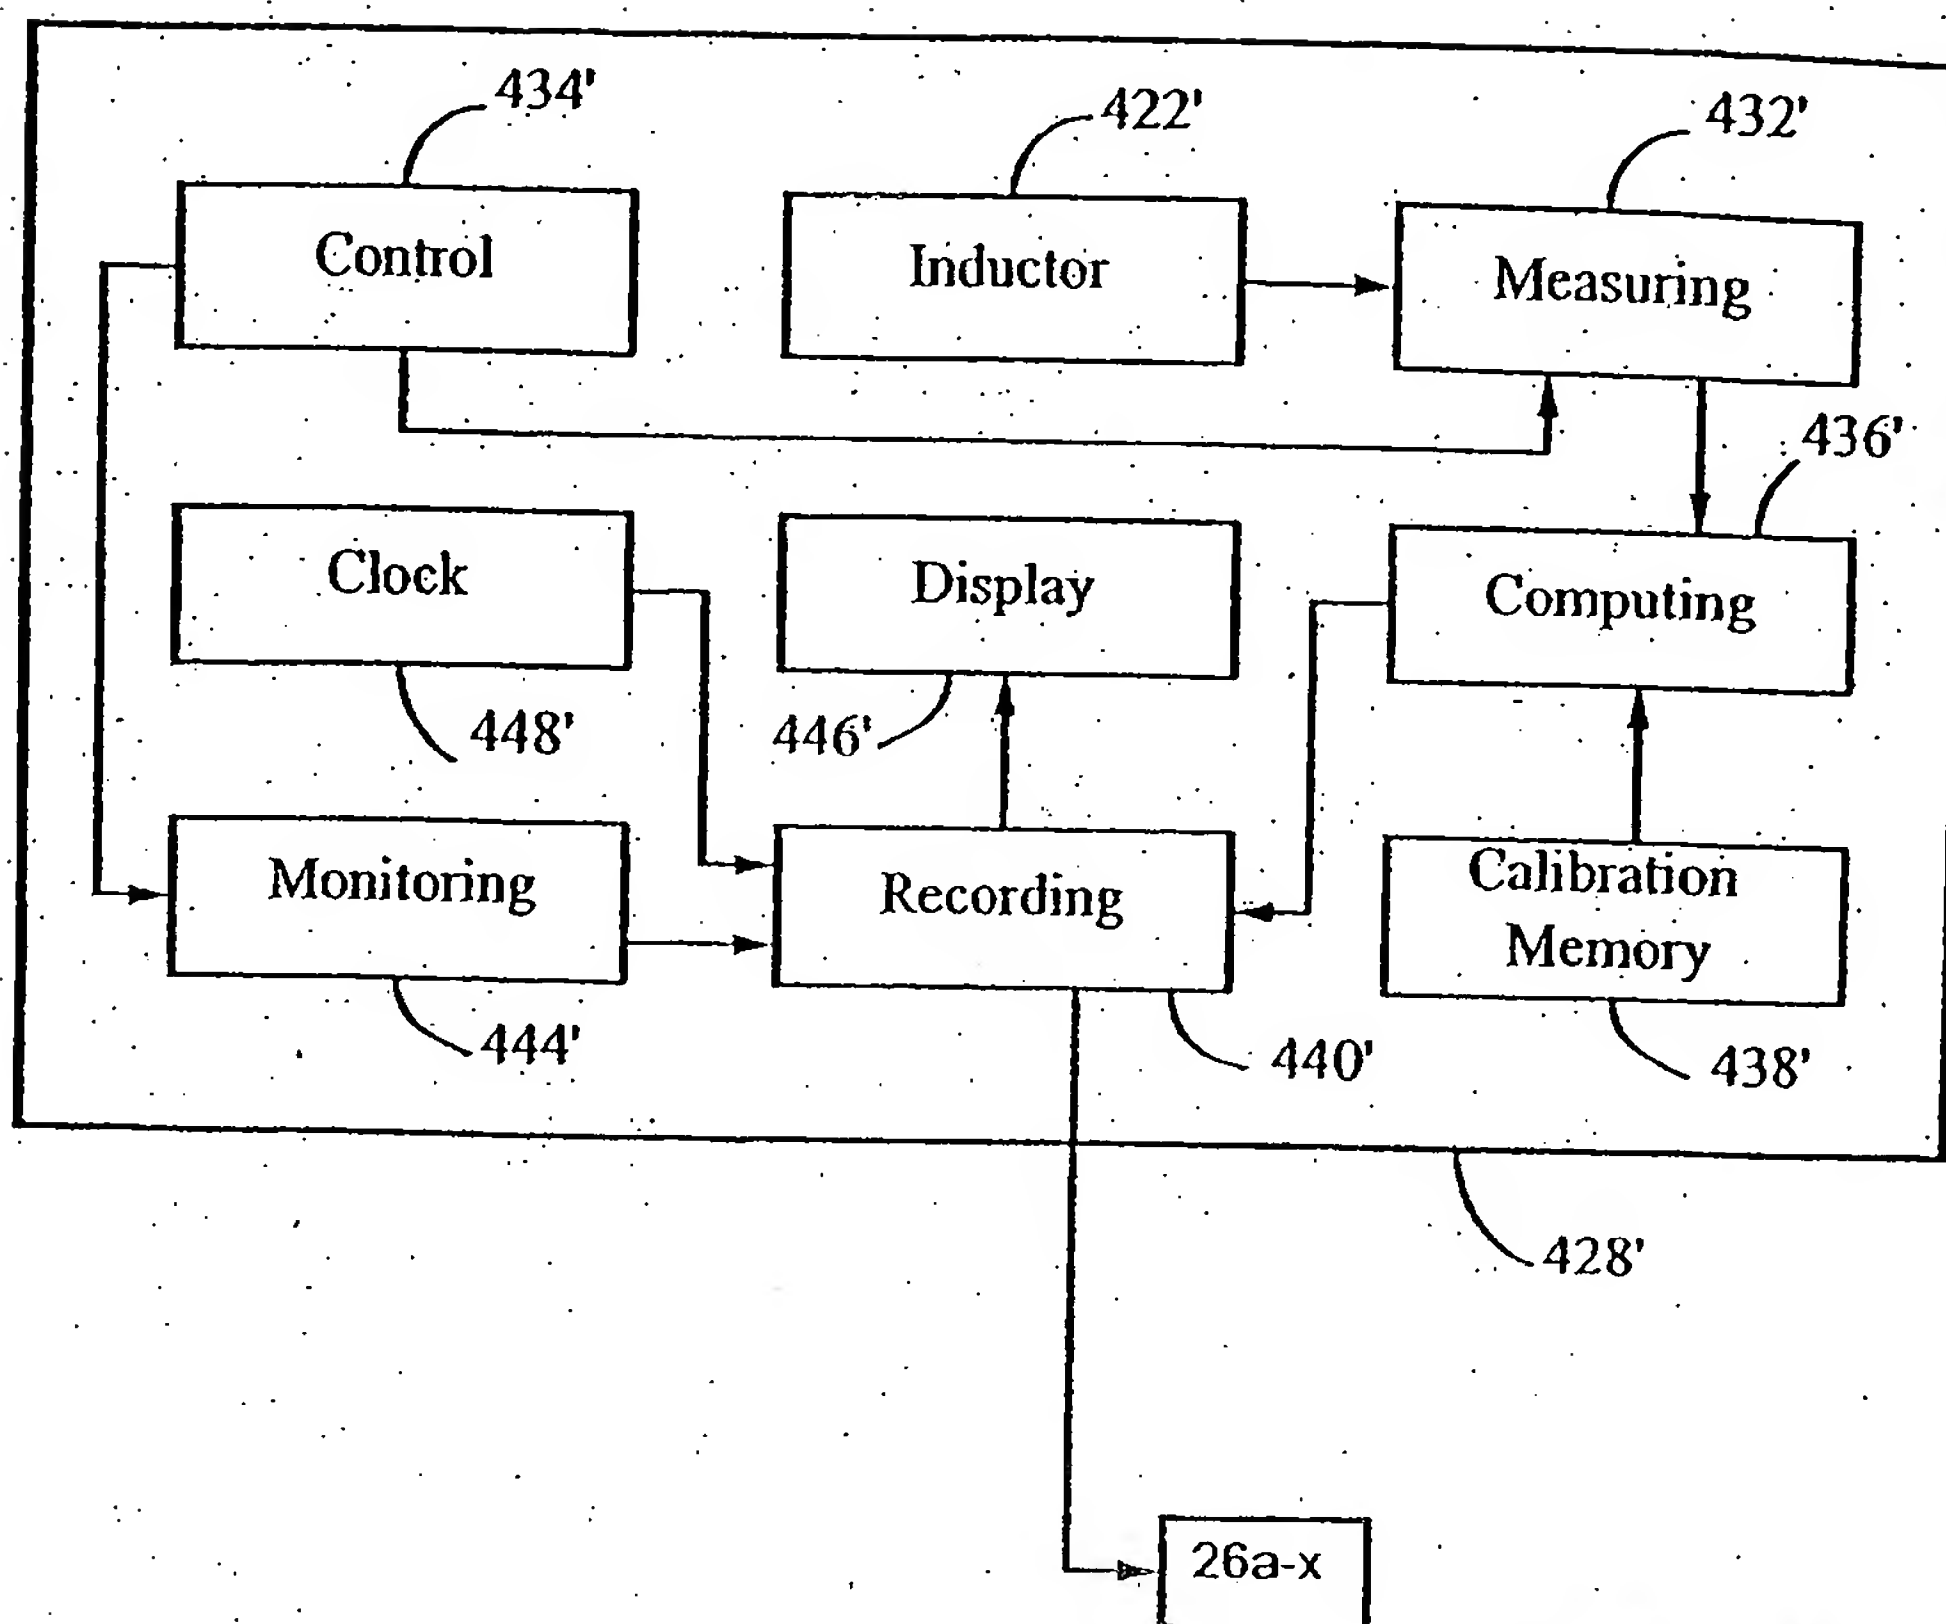 434'
422'
432'
Control
Inductor
Measuring
436'
Clock
Display
Computing
448'
446'
Monitoring
Recording
Calibration
Memory
444'
440'
438'
428'
26a-x